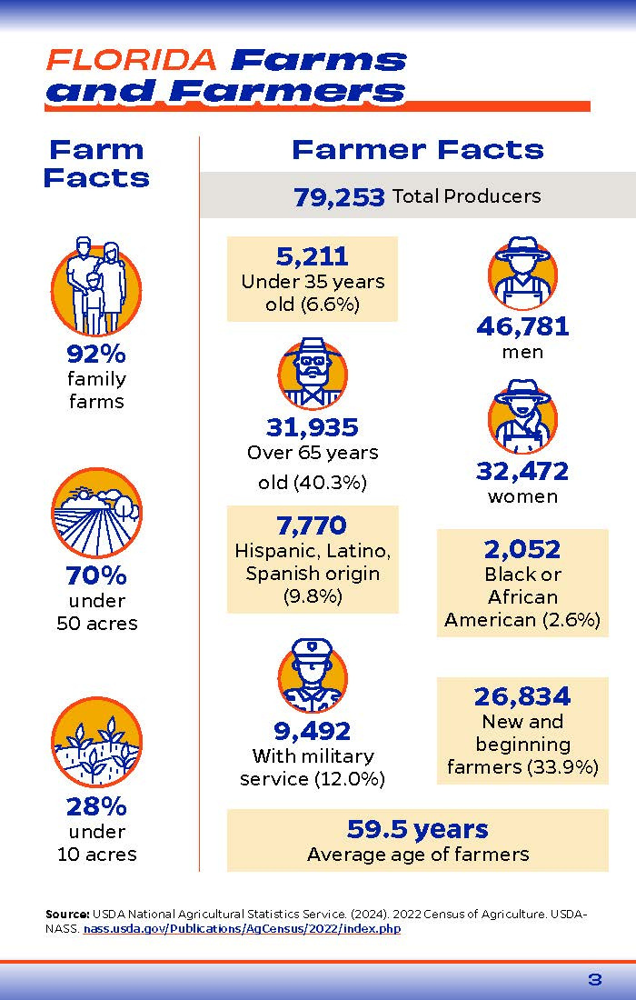 FLORIDA Farms
and Farmers
Farm
Facts
92%
family
farms
70%
under
50 acres
28%
under
10 acres
Farmer Facts
79,253 Total Producers
5,211
Under 35 years
old (6.6%)
31,935
Over 65 years
old (40.3%)
7,770
Hispanic, Latino,
Spanish origin
(9.8%)
9,492
With military
service (12.0%)
46,781
men
32,472
women
2,052
Black or
African
American (2.6%)
26,834
New and
beginning
farmers (33.9%)
59.5 years
Average age of farmers
Source: USDA National Agricultural Statistics Service. (2024). 2022 Census of Agriculture. USDA-
NASS. nass.usda.gov/Publications/AgCensus/2022/index.php
3